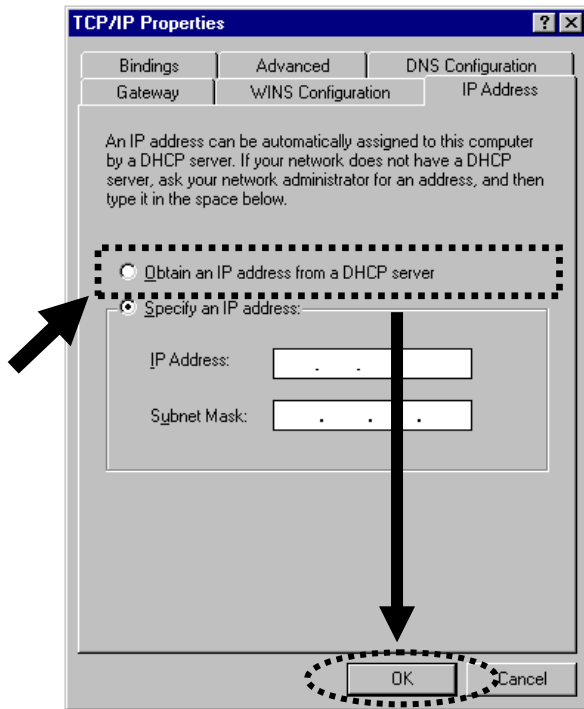 TCP/IP Properties
Bindings Advanced DNS Configuration
Gateway WINS Configuration IP Address
An IP address can be automatically assigned to this computer
by a DHCP server. If your network does not have a DHCP
server, ask your network administrator for an address, and then
type it in the space below.
Obtain an IP address from a DHCP server
Specify an IP address:
IP Address:
Subnet Mask:
OK Cancel